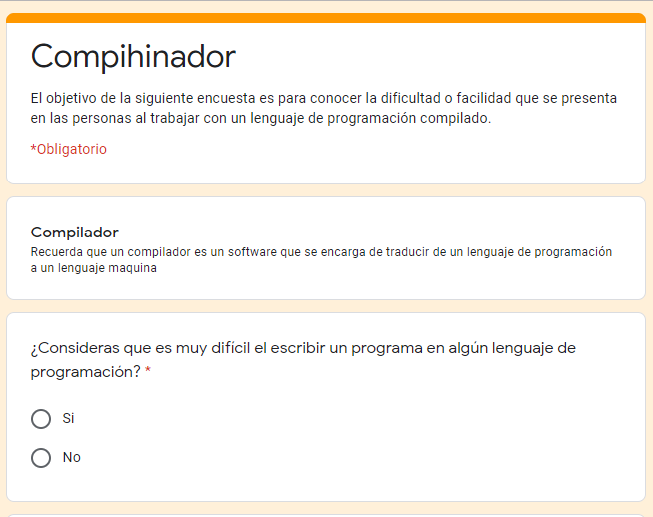 Compihinador
El objetivo de la siguiente encuesta es para conocer la dificultad o facilidad que se presenta
en las personas al trabajar con un lenguaje de programación compilado.
*Obligatorio
Compilador
Recuerda que un compilador es un software que se encarga de traducir de un lenguaje de programación
a un lenguaje maquina
¿Consideras que es muy difícil el escribir un programa en algún lenguaje de
programación? *
Si
No